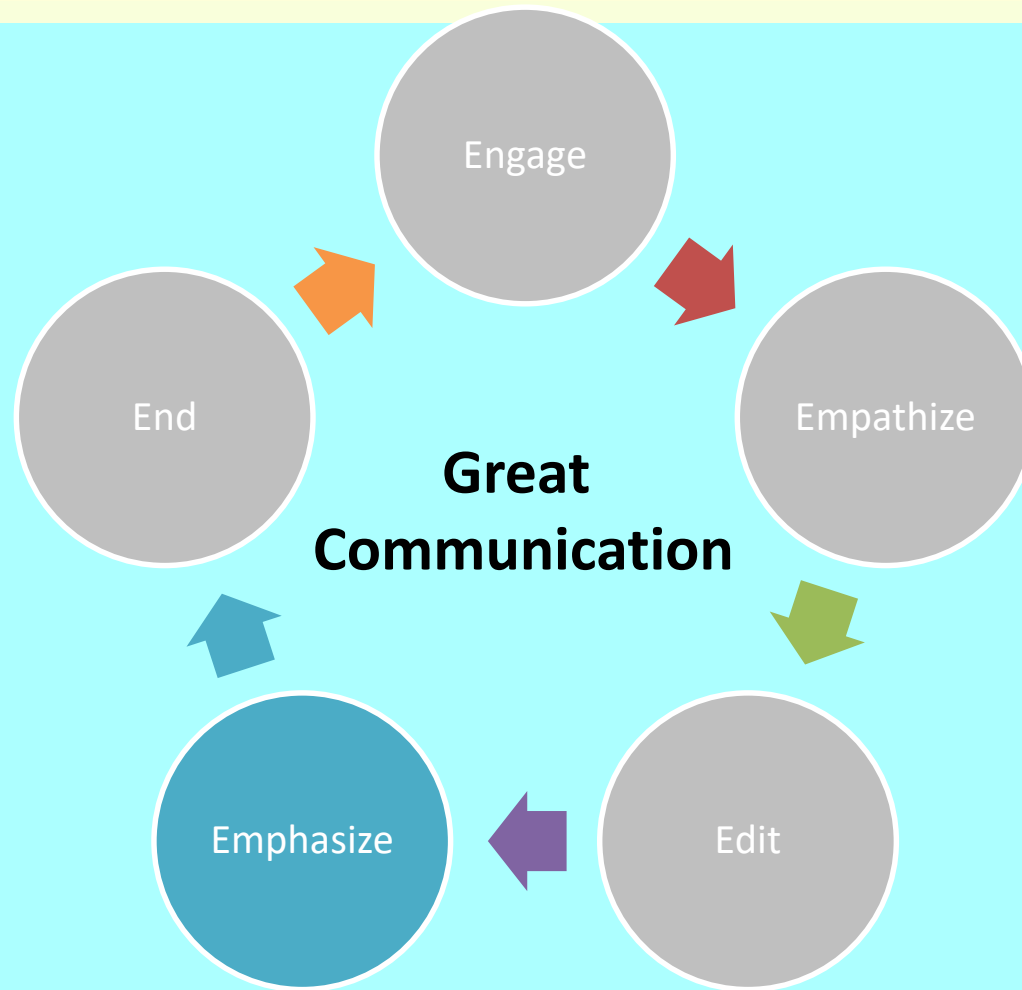 Engage
Empathize
Edit
Emphasize
End
Great
Communication